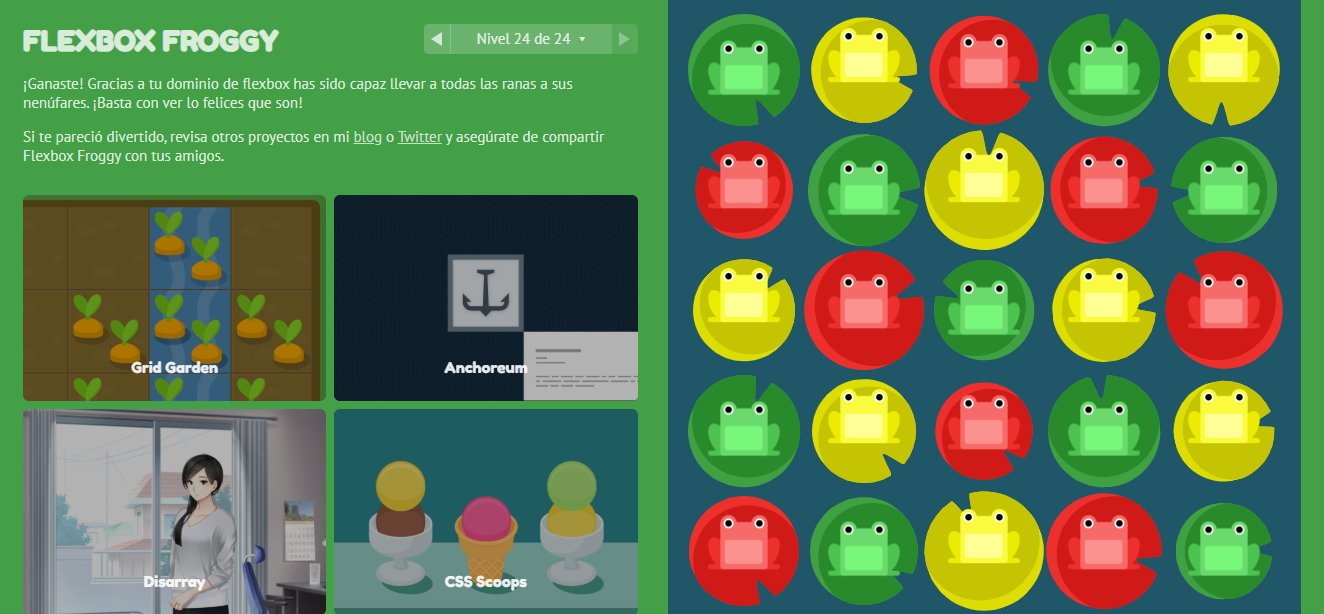 FLEXBOX FROGGY
Nivel 24 de 24
¡Ganaste! Gracias a tu dominio de flexbox has sido capaz llevar a todas las ranas a sus
nenúfares. ¡Basta con ver lo felices que son!
Si te pareció divertido, revisa otros proyectos en mi blog o Twitter y asegúrate de compartir
Flexbox Froggy con tus amigos.
Grid Garden
Anchoreum
Disarray
CSS Scoops